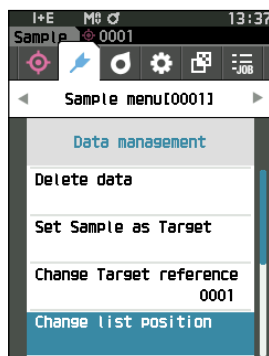 I+E M0 ♂ 13:37
Sample 0001
-JOB
Sample menu[0001]
Data management
Delete data
Set Sample as Target
Change Target reference
0001
Change list position